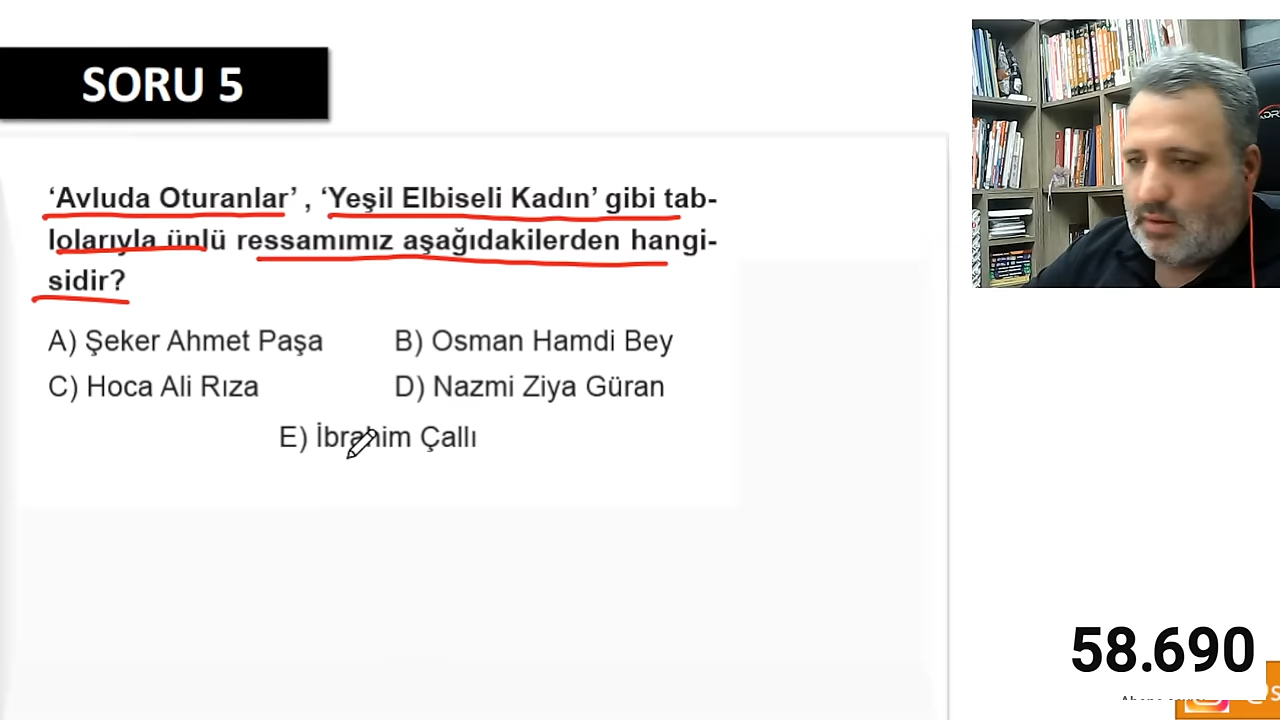 SORU 5
‘Avluda Oturanlar’ , ‘Yeşil Elbiseli Kadın’ gibi tab-
lolarıyla ünlü ressamımız aşağıdakilerden hangi-
sidir?
A) Şeker Ahmet Paşa
B) Osman Hamdi Bey
C) Hoca Ali Rıza
D) Nazmi Ziya Güran
E) İbrahim Çallı
58.690